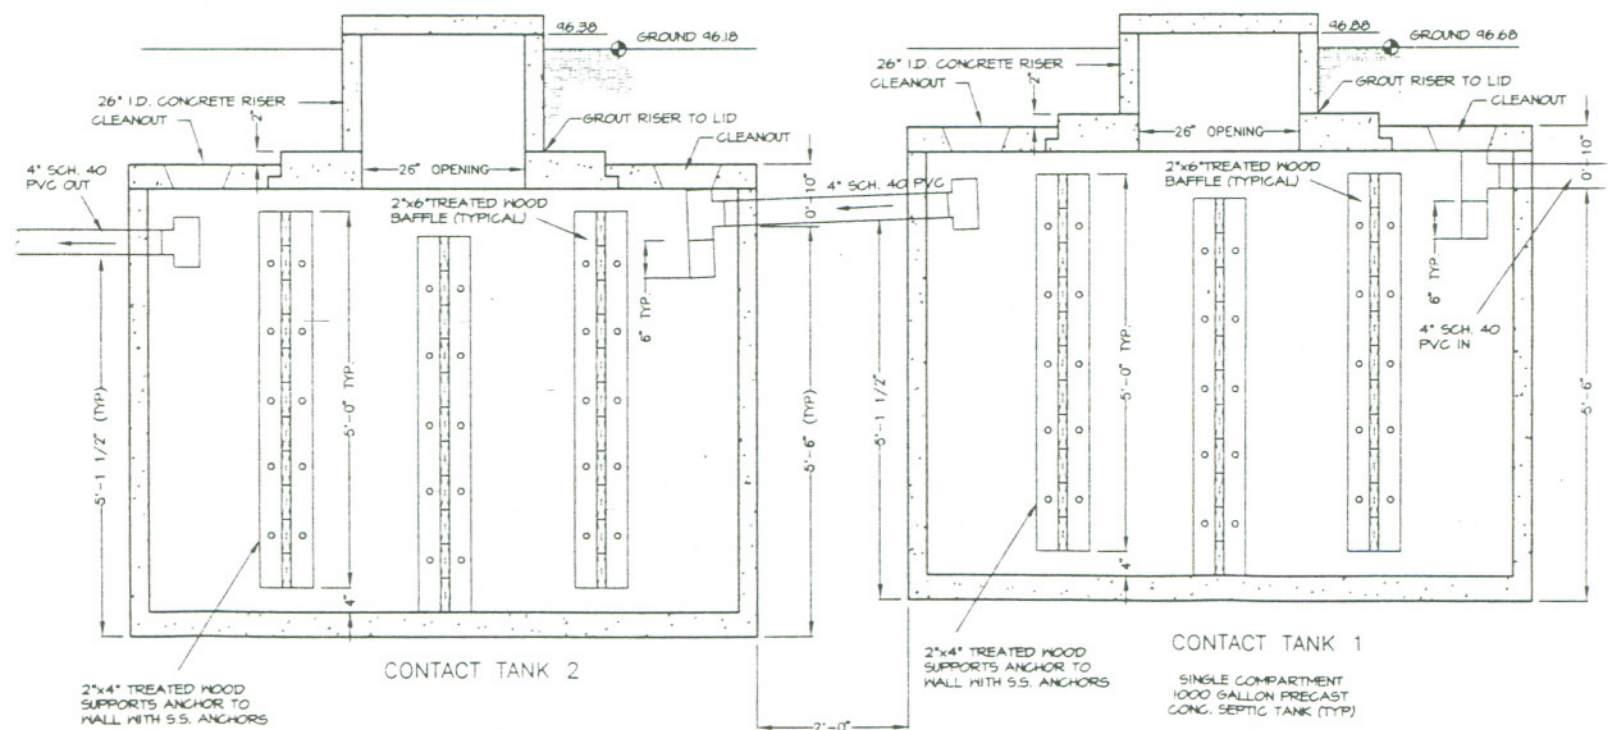 96.38
GROUND 96.18
26" I.D. CONCRETE RISER
CLEANOUT
2"
GROUT RISER TO LID
CLEANOUT
4" SCH. 40
PVC OUT
26" OPENING
2"x6" TREATED WOOD
BAFFLE (TYPICAL)
4" SCH. 40 PVC
0'-10"
6" TYP.
5'-0" TYP.
5'-1 1/2" (TYP)
5'-6" (TYP)
4"
CONTACT TANK 2
2"x4" TREATED WOOD
SUPPORTS ANCHOR TO
WALL WITH S.S. ANCHORS
2'-0"
96.88
GROUND 96.68
26" I.D. CONCRETE RISER
CLEANOUT
2"
GROUT RISER TO LID
CLEANOUT
26" OPENING
2"x6" TREATED WOOD
BAFFLE (TYPICAL)
0'-10"
6" TYP.
4" SCH. 40
PVC IN
5'-1 1/2"
5'-0" TYP.
5'-6"
4"
2"x4" TREATED WOOD
SUPPORTS ANCHOR TO
WALL WITH S.S. ANCHORS
CONTACT TANK 1
SINGLE COMPARTMENT
1000 GALLON PRECAST
CONC. SEPTIC TANK (TYP)